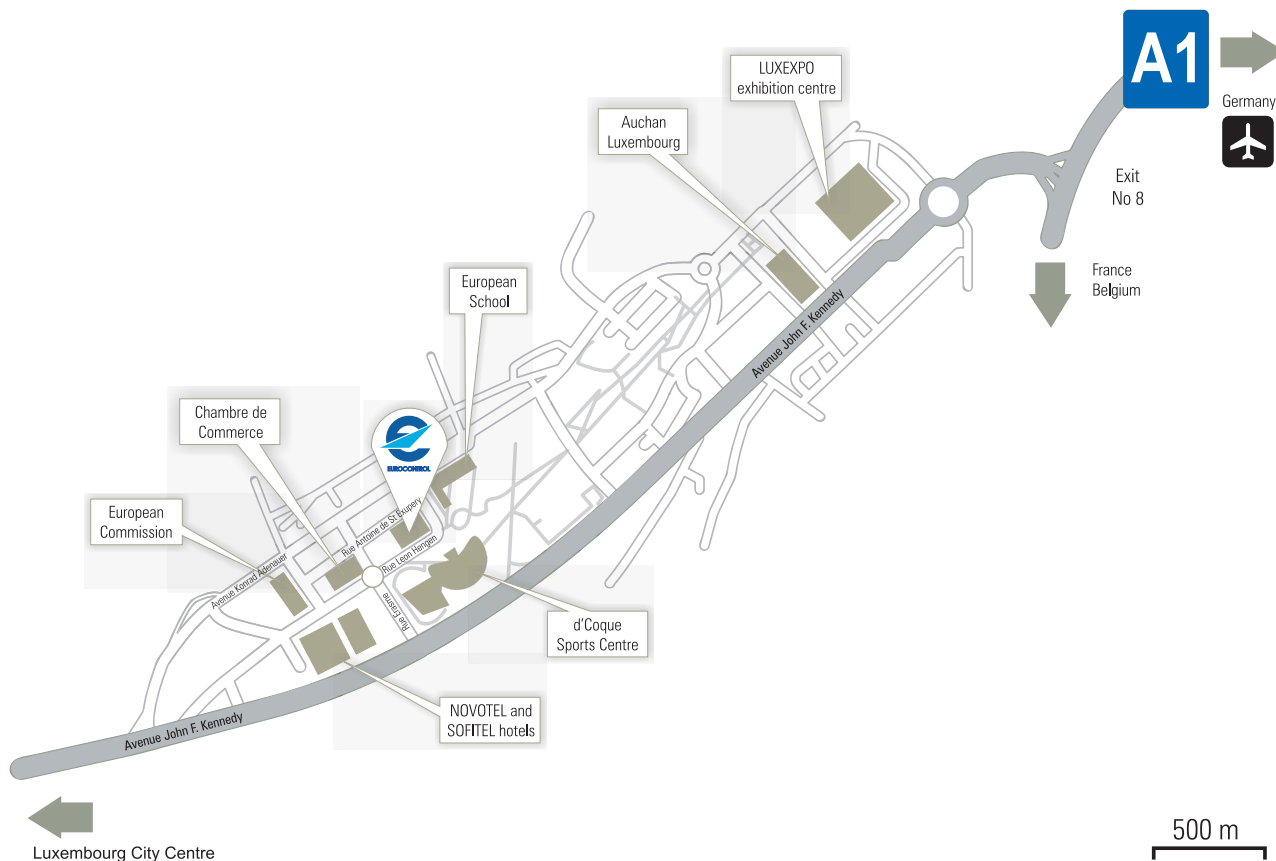 A1
Germany
LUXEXPO
exhibition centre
Auchan
Luxembourg
Exit
No 8
France
Belgium
European
School
Avenue John F. Kennedy
Chambre de
Commerce
EUROCONTROL
European
Commission
Rue Antoine de St Exupery
Rue Leon Hengen
Avenue Konrad Adenauer
Rue Erasme
d'Coque
Sports Centre
NOVOTEL and
SOFITEL hotels
Avenue John F. Kennedy
Luxembourg City Centre
500 m